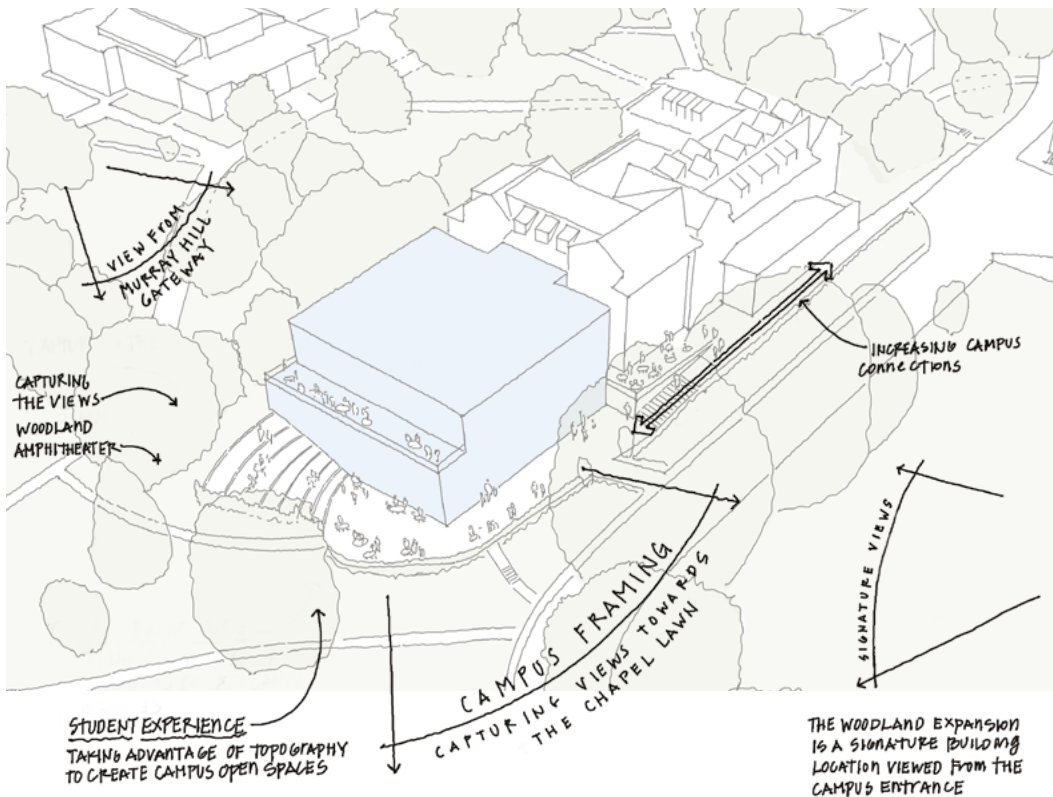 VIEW FROM
MURRAY HILL
GATEWAY
CAPTURING
THE VIEWS
WOODLAND
AMPHITHEATER
INCREASING CAMPUS
CONNECTIONS
SIGNATURE VIEWS
CAMPUS FRAMING
CAPTURING VIEWS TOWARDS
THE CHAPEL LAWN
STUDENT EXPERIENCE
TAKING ADVANTAGE OF TOPOGRAPHY
TO CREATE CAMPUS OPEN SPACES
THE WOODLAND EXPANSION
IS A SIGNATURE BUILDING
LOCATION VIEWED FROM THE
CAMPUS ENTRANCE